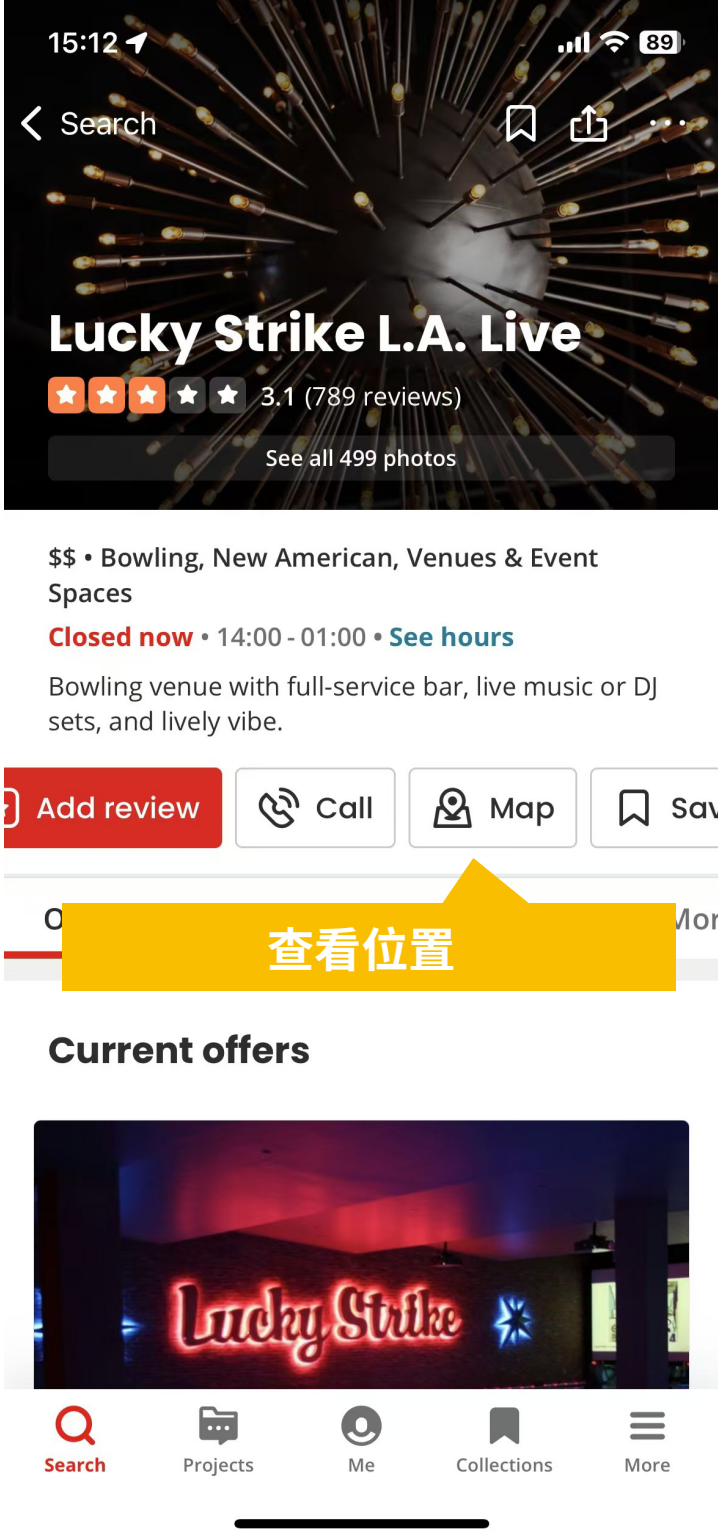 15:12
89
Search
Lucky Strike L.A. Live
3.1 (789 reviews)
See all 499 photos
$$ • Bowling, New American, Venues & Event
Spaces
Closed now • 14:00 - 01:00 • See hours
Bowling venue with full-service bar, live music or DJ
sets, and lively vibe.
Add review
Call
Map
Sav
O
Mor
查看位置
Current offers
Lucky Strike
Search
Projects
Me
Collections
More